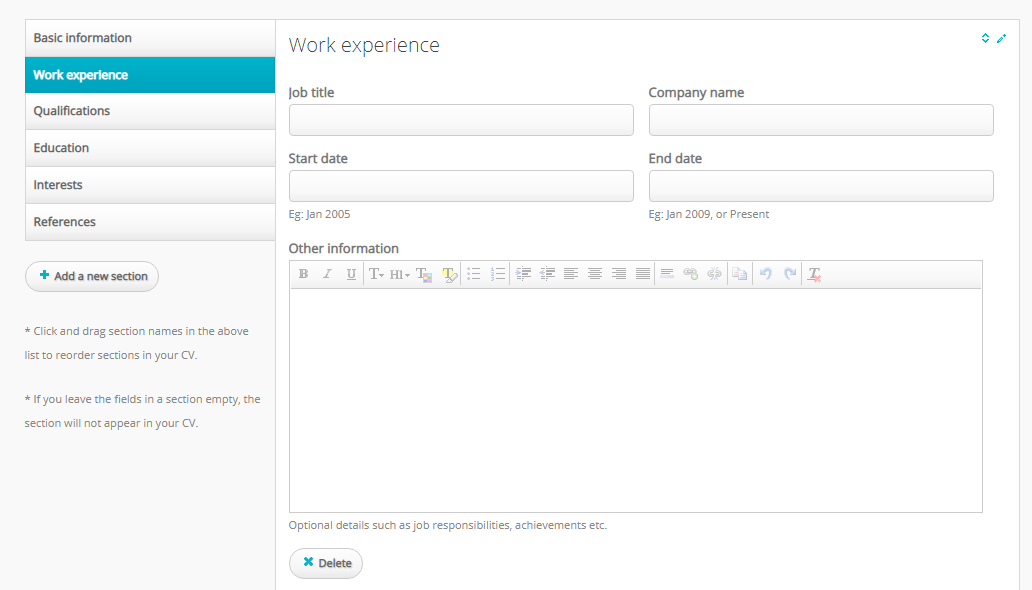 Basic information
Work experience
Qualifications
Education
Interests
References
Add a new section
* Click and drag section names in the above
list to reorder sections in your CV.
* If you leave the fields in a section empty, the
section will not appear in your CV.
Work experience
Job title
Company name
Start date
End date
Eg: Jan 2005
Eg: Jan 2009, or Present
Other information
B I U T H1 T T T
Optional details such as job responsibilities, achievements etc.
Delete